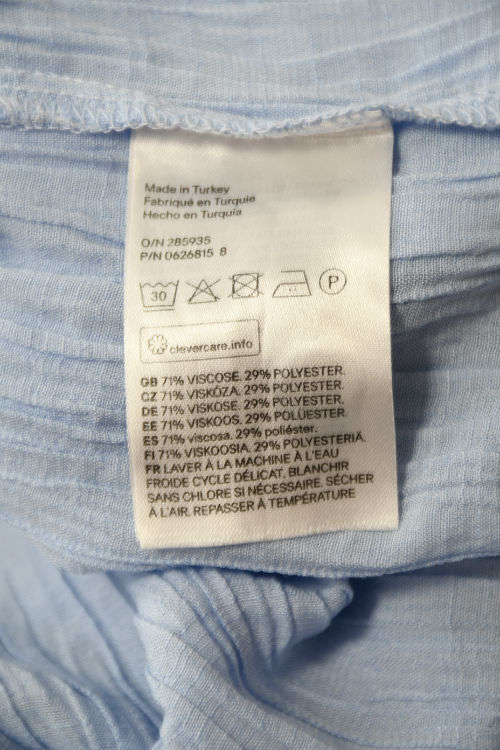 Made in Turkey
Fabriqué en Turquie
Hecho en Turquía
O/N 285935
P/N 0626815 8
30
P
clevercare.info
GB 71% VISCOSE, 29% POLYESTER.
CZ 71% VISKÓZA, 29% POLYESTER.
DE 71% VISKOSE, 29% POLYESTER.
EE 71% VISKOOS, 29% POLÜESTER.
ES 71% viscosa, 29% poliéster.
FI 71% VISKOOSIA, 29% POLYESTERIÄ.
FR LAVER À LA MACHINE À L'EAU
FROIDE CYCLE DÉLICAT, BLANCHIR
SANS CHLORE SI NÉCESSAIRE, SÉCHER
À L'AIR, REPASSER À TEMPÉRATURE